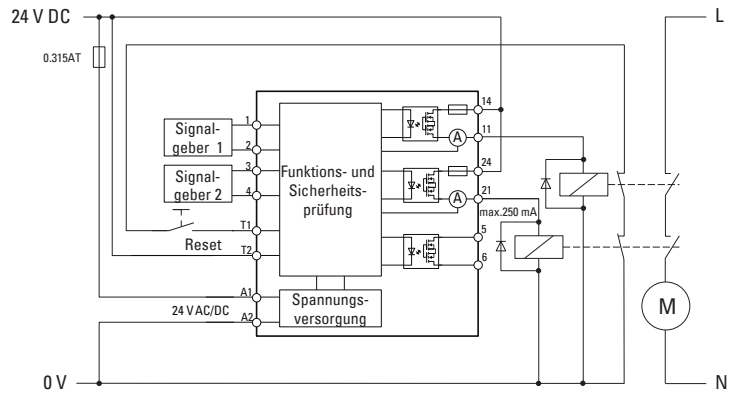 24 V DC
L
0.315AT
Signal-
geber 1
1
2
Signal-
geber 2
3
4
Funktions- und
Sicherheits-
prüfung
14
A
11
24
A
21
max.250 mA
5
6
Reset
T1
T2
A1
24 V AC/DC
A2
Spannungs-
versorgung
M
0 V
N